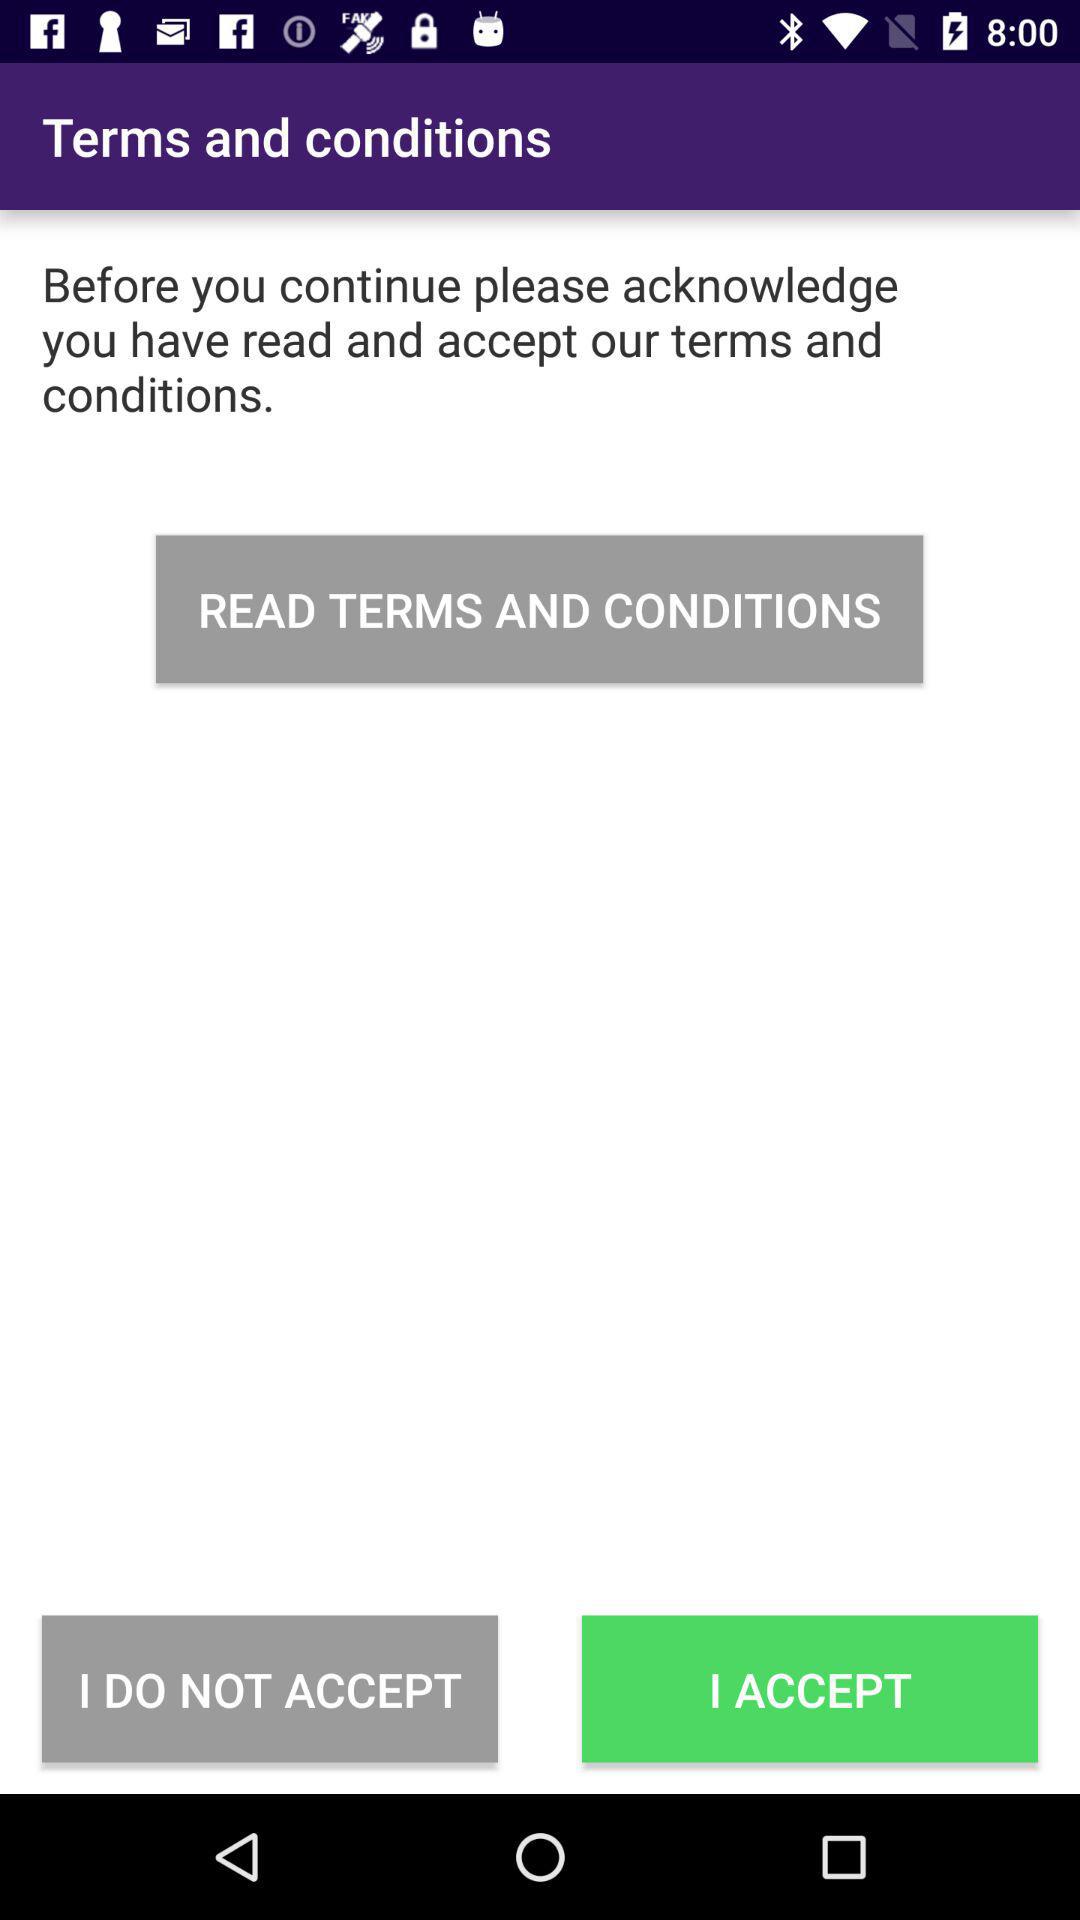 FAKE
8:00
Terms and conditions
Before you continue please acknowledge
you have read and accept our terms and
conditions.
READ TERMS AND CONDITIONS
I DO NOT ACCEPT
I ACCEPT